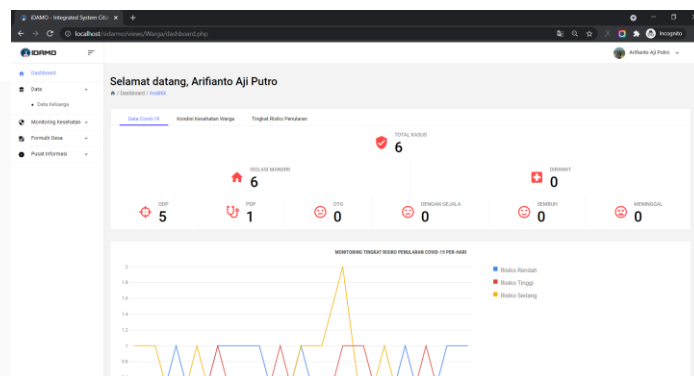 iDAMO - Integrated System Citiz
localhost/sidarmo/views/Warga/dashboard.php
Incognito
IDAMO
Arifianto Aji Putro
Dashboard
Data
Data Keluarga
Monitoring Kesehatan
Formulir Desa
Pusat Informasi
Selamat datang, Arifianto Aji Putro
/ Dashboard / Analitik
Data Covid-19 Kondisi Kesehatan Warga Tingkat Risiko Penularan
TOTAL KASUS
6
ISOLASI MANDIRI
6
DIRAWAT
0
ODP
5
PDP
1
OTG
0
DENGAN GEJALA
0
SEMBUH
0
MENINGGAL
0
MONITORING TINGKAT RISIKO PENULARAN COVID-19 PER-HARI
Risiko Rendah
Risiko Tinggi
Risiko Sedang
2
1.8
1.6
1.4
1.2
1
0.8